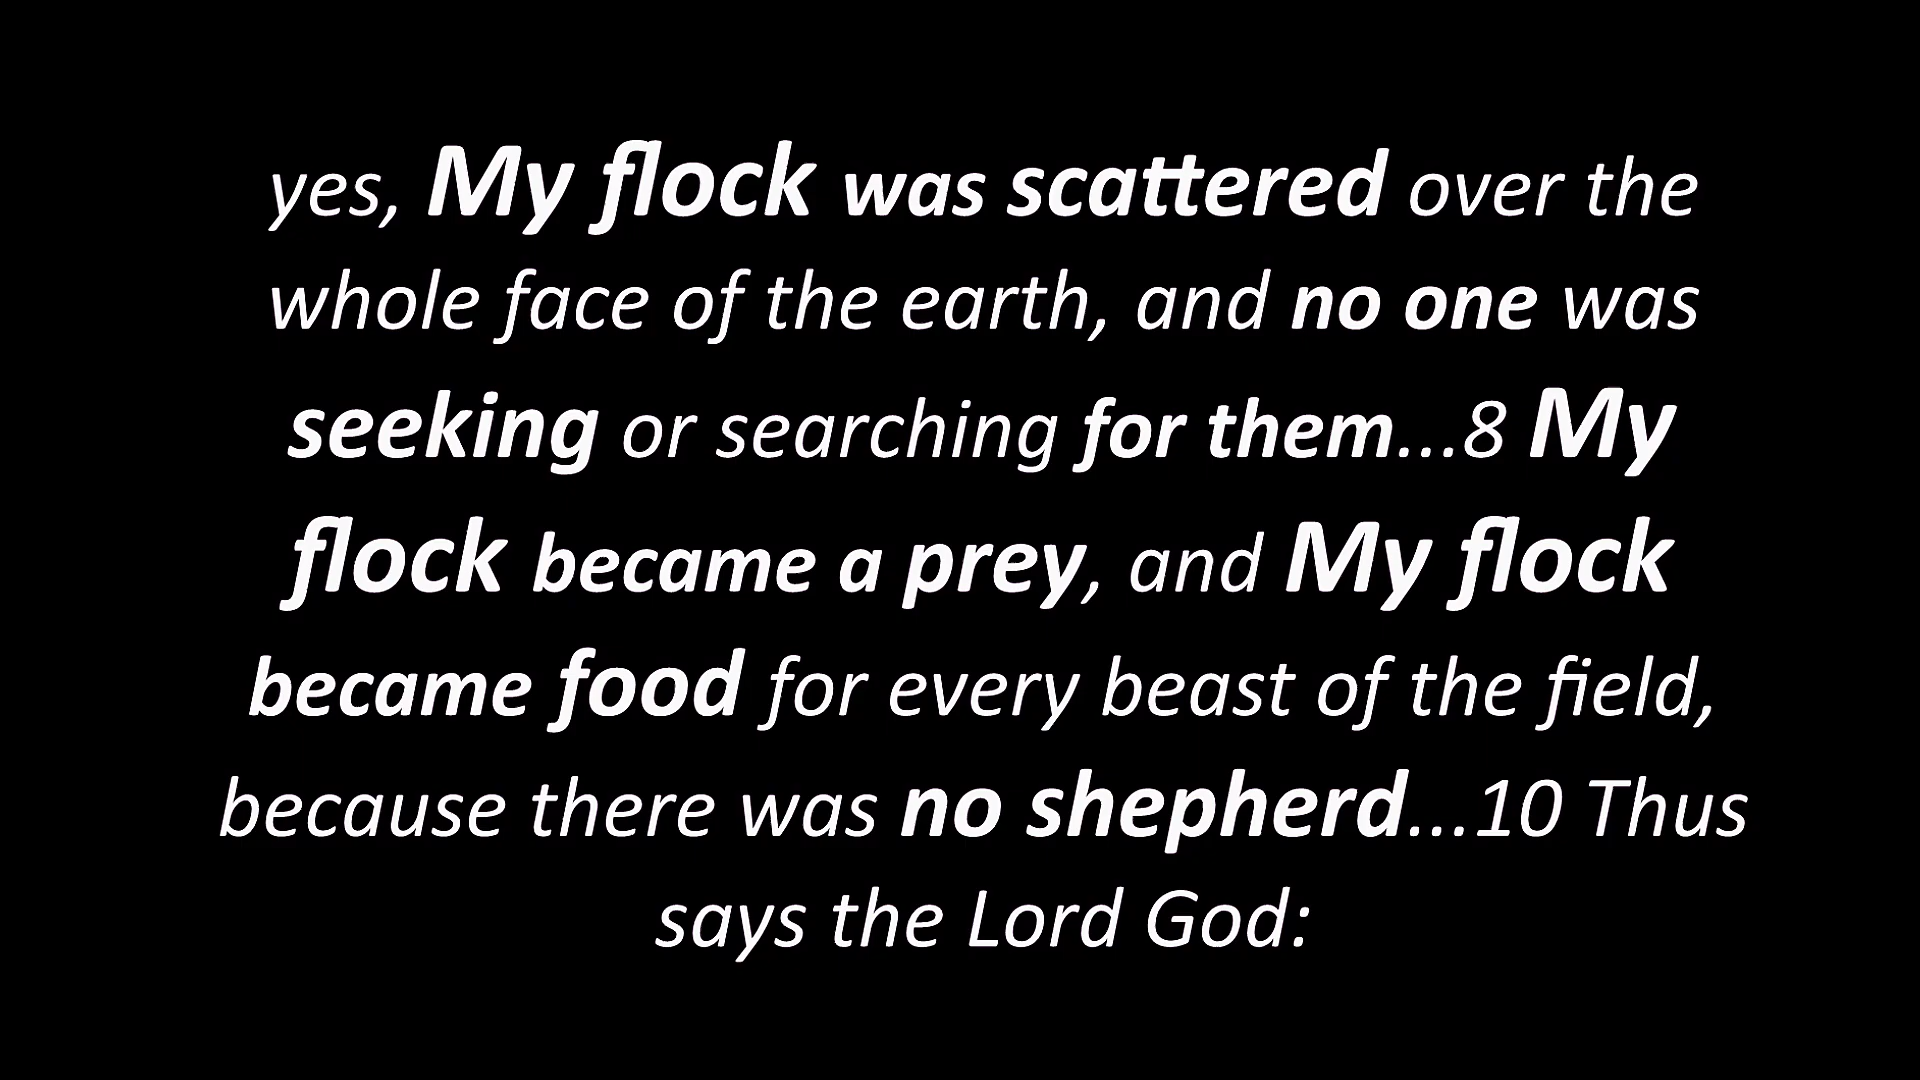 yes, My flock was scattered over the
whole face of the earth, and no one was
seeking or searching for them...8 My
flock became a prey, and My flock
became food for every beast of the field,
because there was no shepherd...10 Thus
says the Lord God: